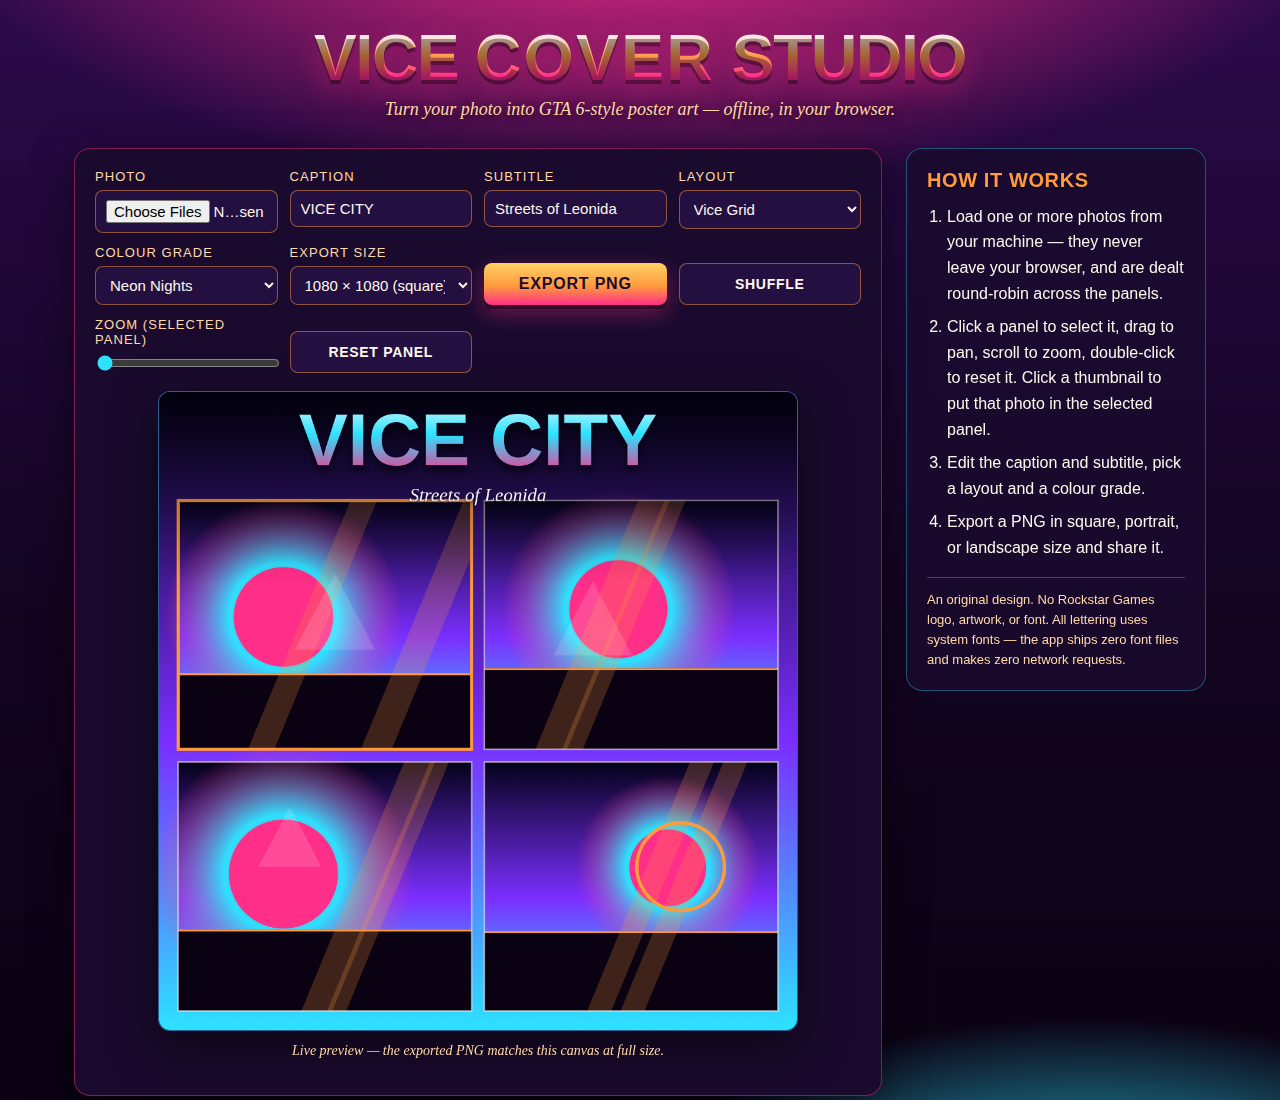 VICE COVER STUDIO
Turn your photo into GTA 6-style poster art — offline, in your browser.
PHOTO
CAPTION
SUBTITLE
LAYOUT
Choose Files N…sen
VICE CITY
Streets of Leonida
Vice Grid
COLOUR GRADE
EXPORT SIZE
Neon Nights
1080 × 1080 (square)
EXPORT PNG
SHUFFLE
ZOOM (SELECTED
PANEL)
RESET PANEL
VICE CITY
Streets of Leonida
Live preview — the exported PNG matches this canvas at full size.
HOW IT WORKS
1. Load one or more photos from
your machine — they never
leave your browser, and are dealt
round-robin across the panels.
2. Click a panel to select it, drag to
pan, scroll to zoom, double-click
to reset it. Click a thumbnail to
put that photo in the selected
panel.
3. Edit the caption and subtitle, pick
a layout and a colour grade.
4. Export a PNG in square, portrait,
or landscape size and share it.
An original design. No Rockstar Games
logo, artwork, or font. All lettering uses
system fonts — the app ships zero font files
and makes zero network requests.